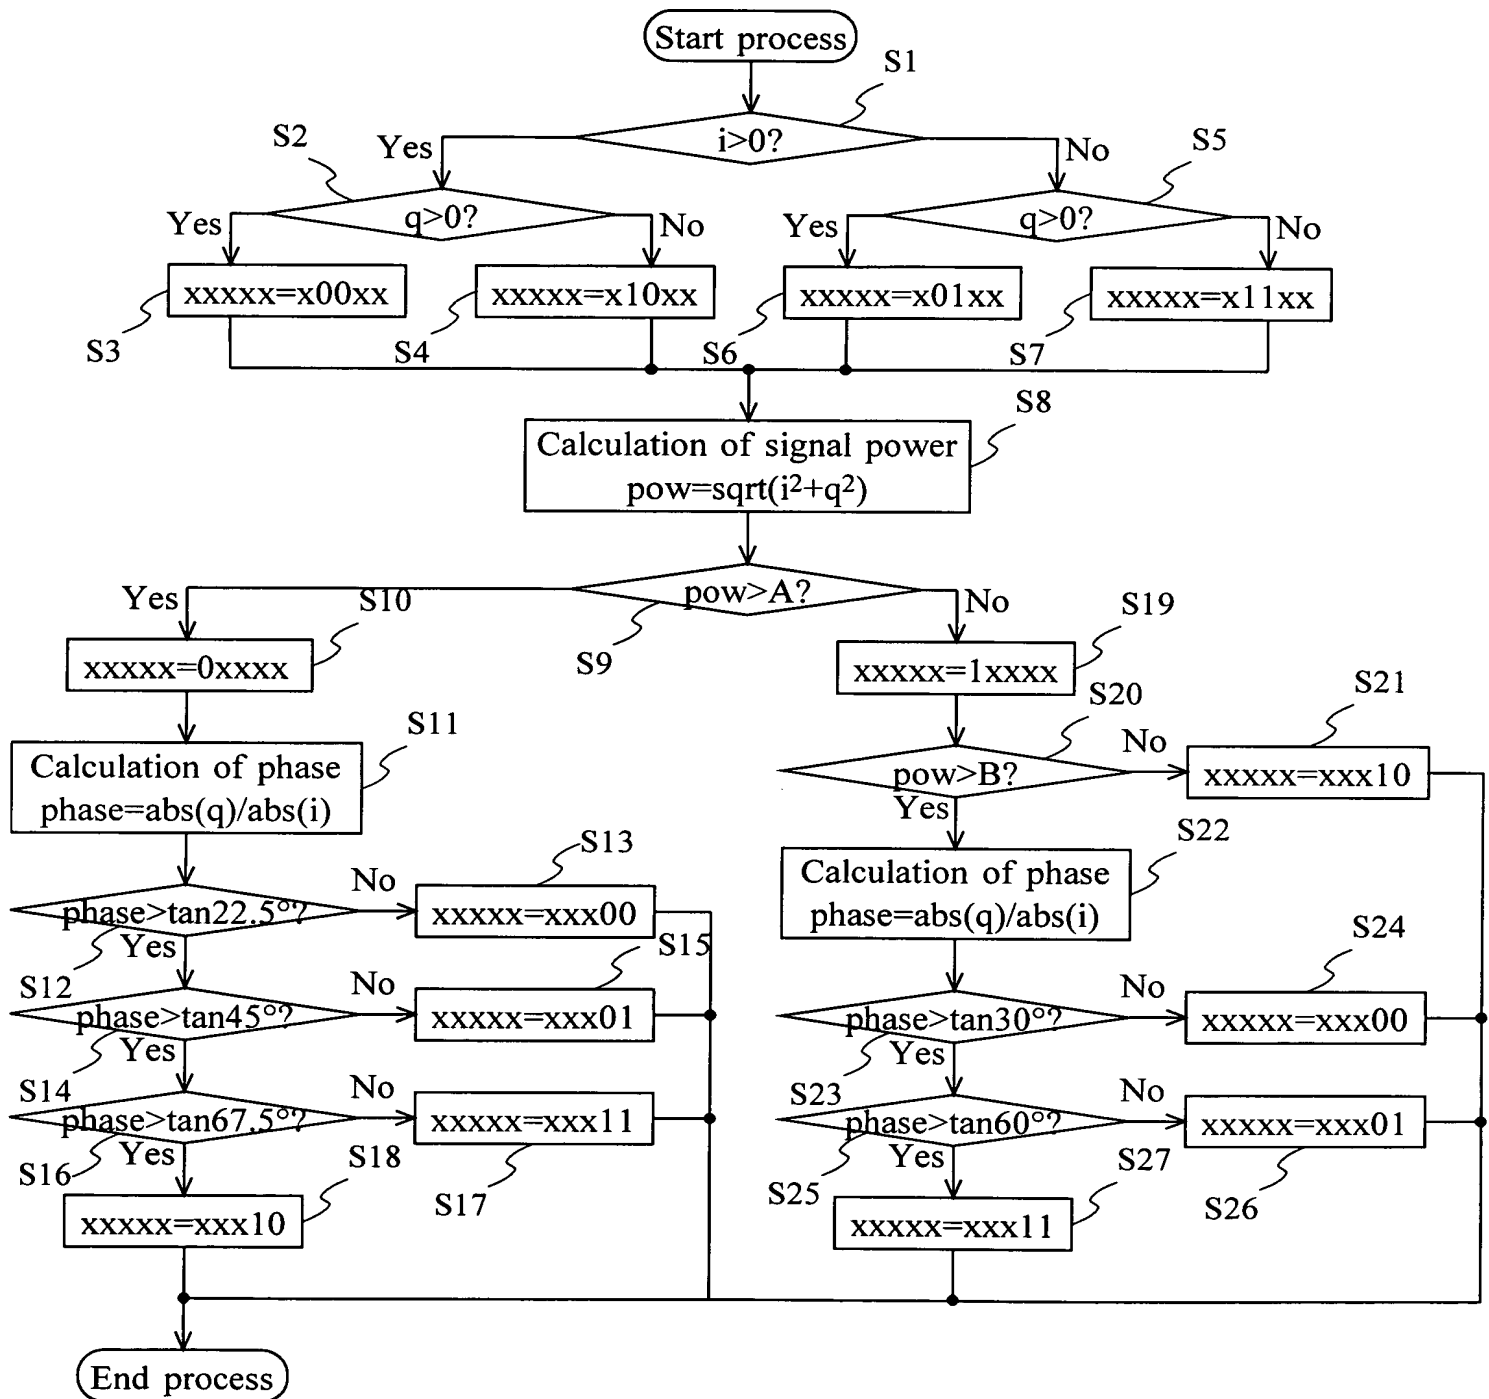 Start process
S1
i>0?
Yes
No
S2
q>0?
Yes
No
S5
q>0?
Yes
No
xxxxx=x00xx
S3
xxxxx=x10xx
S4
xxxxx=x01xx
S6
xxxxx=x11xx
S7
Calculation of signal power
pow=sqrt(i²+q²)
S8
pow>A?
S9
Yes
No
xxxxx=0xxxx
S10
Calculation of phase
phase=abs(q)/abs(i)
S11
phase>tan22.5°?
S12
No
Yes
xxxxx=xxx00
S13
phase>tan45°?
S14
No
Yes
xxxxx=xxx01
S15
phase>tan67.5°?
S16
No
Yes
xxxxx=xxx11
S17
xxxxx=xxx10
S18
xxxxx=1xxxx
S19
pow>B?
S20
No
Yes
xxxxx=xxx10
S21
Calculation of phase
phase=abs(q)/abs(i)
S22
phase>tan30°?
S23
No
Yes
xxxxx=xxx00
S24
phase>tan60°?
S25
No
Yes
xxxxx=xxx01
S26
xxxxx=xxx11
S27
End process